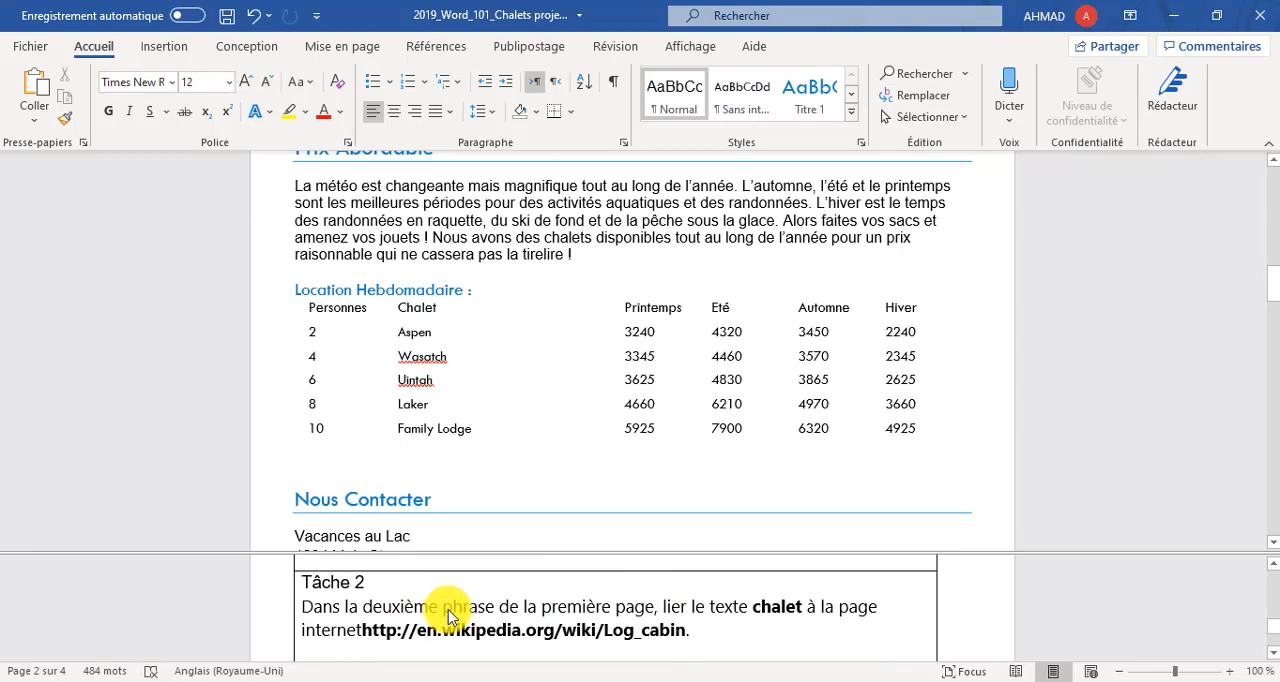 Enregistrement automatique
2019_Word_101_Chalets proje...
Rechercher
AHMAD
A
Fichier Accueil Insertion Conception Mise en page Références Publipostage Révision Affichage Aide
Partager
Commentaires
Coller
Presse-papiers
Times New R
12
A A Aa
G I S ab x₂ x² A A
Police
Paragraphe
AaBbCc AaBbCcDd AaBbC
¶ Normal ¶ Sans int... Titre 1
Styles
Rechercher
Remplacer
Sélectionner
Édition
Dicter
Voix
Niveau de
confidentialité
Confidentialité
Rédacteur
Rédacteur
Prix Abordable
La météo est changeante mais magnifique tout au long de l’année. L’automne, l’été et le printemps
sont les meilleures périodes pour des activités aquatiques et des randonnées. L’hiver est le temps
des randonnées en raquette, du ski de fond et de la pêche sous la glace. Alors faites vos sacs et
amenez vos jouets ! Nous avons des chalets disponibles tout au long de l’année pour un prix
raisonnable qui ne cassera pas la tirelire !
Location Hebdomadaire :
Personnes Chalet Printemps Eté Automne Hiver
2 Aspen 3240 4320 3450 2240
4 Wasatch 3345 4460 3570 2345
6 Uintah 3625 4830 3865 2625
8 Laker 4660 6210 4970 3660
10 Family Lodge 5925 7900 6320 4925
Nous Contacter
Vacances au Lac
Tâche 2
Dans la deuxième phrase de la première page, lier le texte chalet à la page
internethttp://en.wikipedia.org/wiki/Log_cabin.
Page 2 sur 4 484 mots Anglais (Royaume-Uni) Focus 100 %